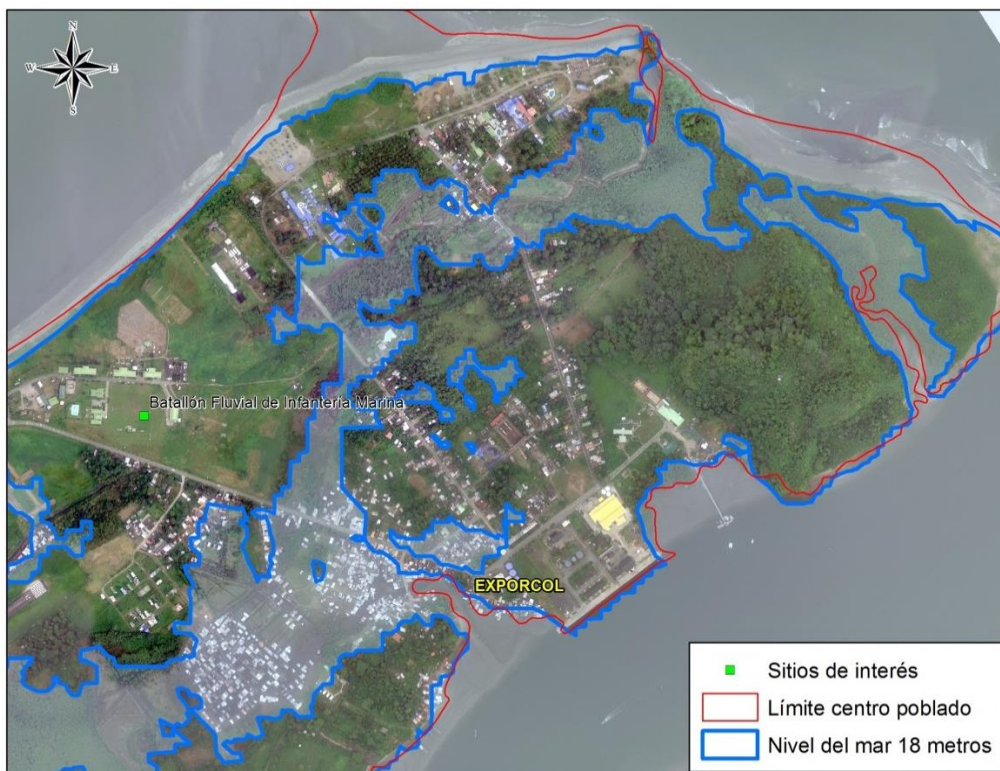 N
W E
S
Batallón Fluvial de Infantería Marina
EXPORCOL
Sitios de interés
Límite centro poblado
Nivel del mar 18 metros